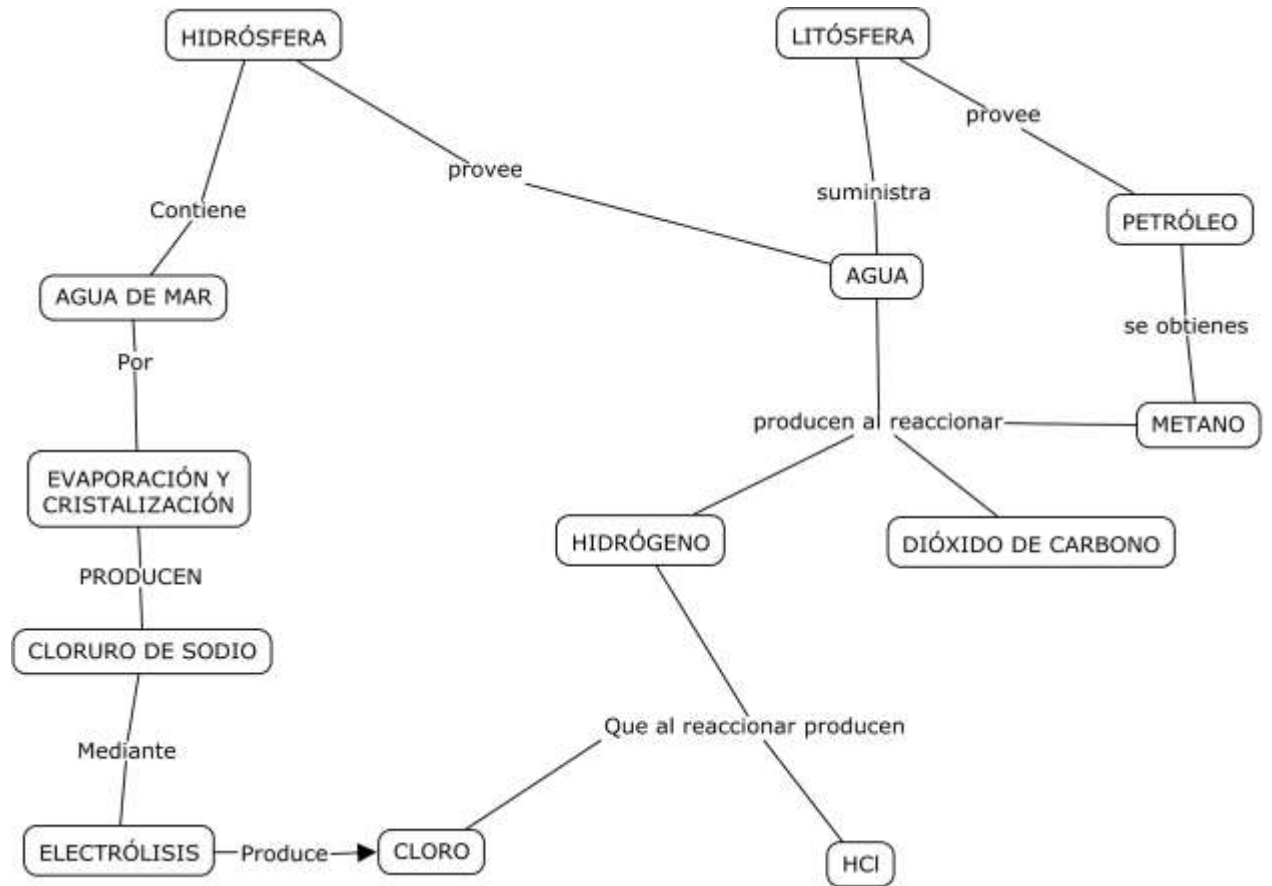 HIDRÓSFERA
LITÓSFERA
provee
provee
suministra
Contiene
PETRÓLEO
AGUA
AGUA DE MAR
se obtienes
Por
producen al reaccionar
METANO
EVAPORACIÓN Y
CRISTALIZACIÓN
HIDRÓGENO
DIÓXIDO DE CARBONO
PRODUCEN
CLORURO DE SODIO
Que al reaccionar producen
Mediante
ELECTRÓLISIS
Produce
CLORO
HCl